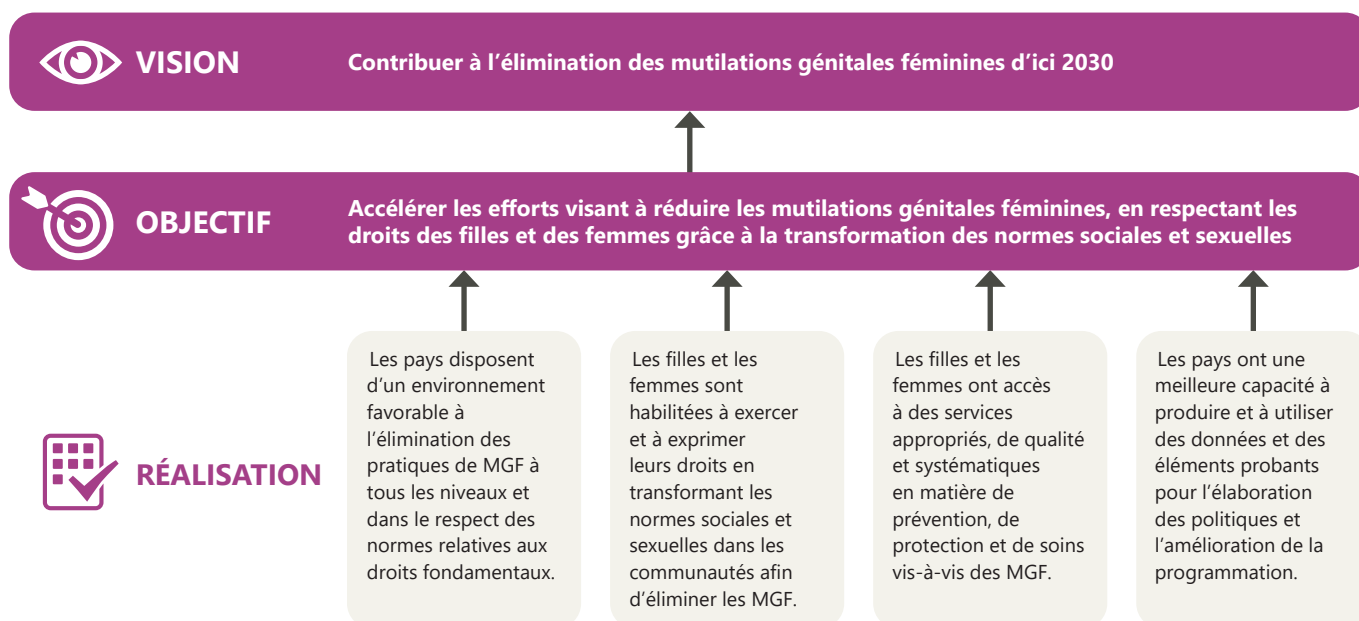 VISION
Contribuer à l’élimination des mutilations génitales féminines d’ici 2030
OBJECTIF
Accélérer les efforts visant à réduire les mutilations génitales féminines, en respectant les
droits des filles et des femmes grâce à la transformation des normes sociales et sexuelles
RÉALISATION
Les pays disposent
d’un environnement
favorable à
l’élimination des
pratiques de MGF à
tous les niveaux et
dans le respect des
normes relatives aux
droits fondamentaux.
Les filles et les
femmes sont
habilitées à exercer
et à exprimer
leurs droits en
transformant les
normes sociales et
sexuelles dans les
communautés afin
d’éliminer les MGF.
Les filles et les
femmes ont accès
à des services
appropriés, de qualité
et systématiques
en matière de
prévention, de
protection et de soins
vis-à-vis des MGF.
Les pays ont une
meilleure capacité à
produire et à utiliser
des données et des
éléments probants
pour l’élaboration
des politiques et
l’amélioration de la
programmation.